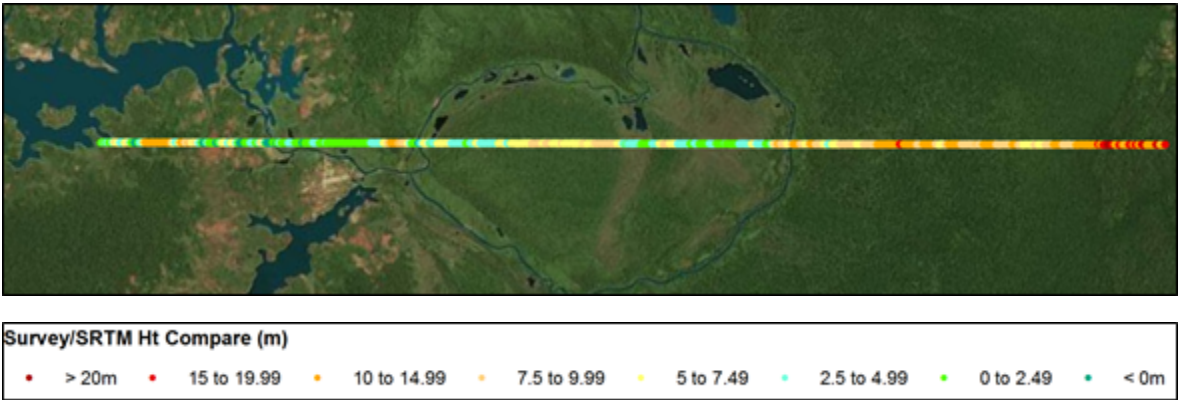 Survey/SRTM Ht Compare (m)
> 20m 15 to 19.99 10 to 14.99 7.5 to 9.99 5 to 7.49 2.5 to 4.99 0 to 2.49 < 0m